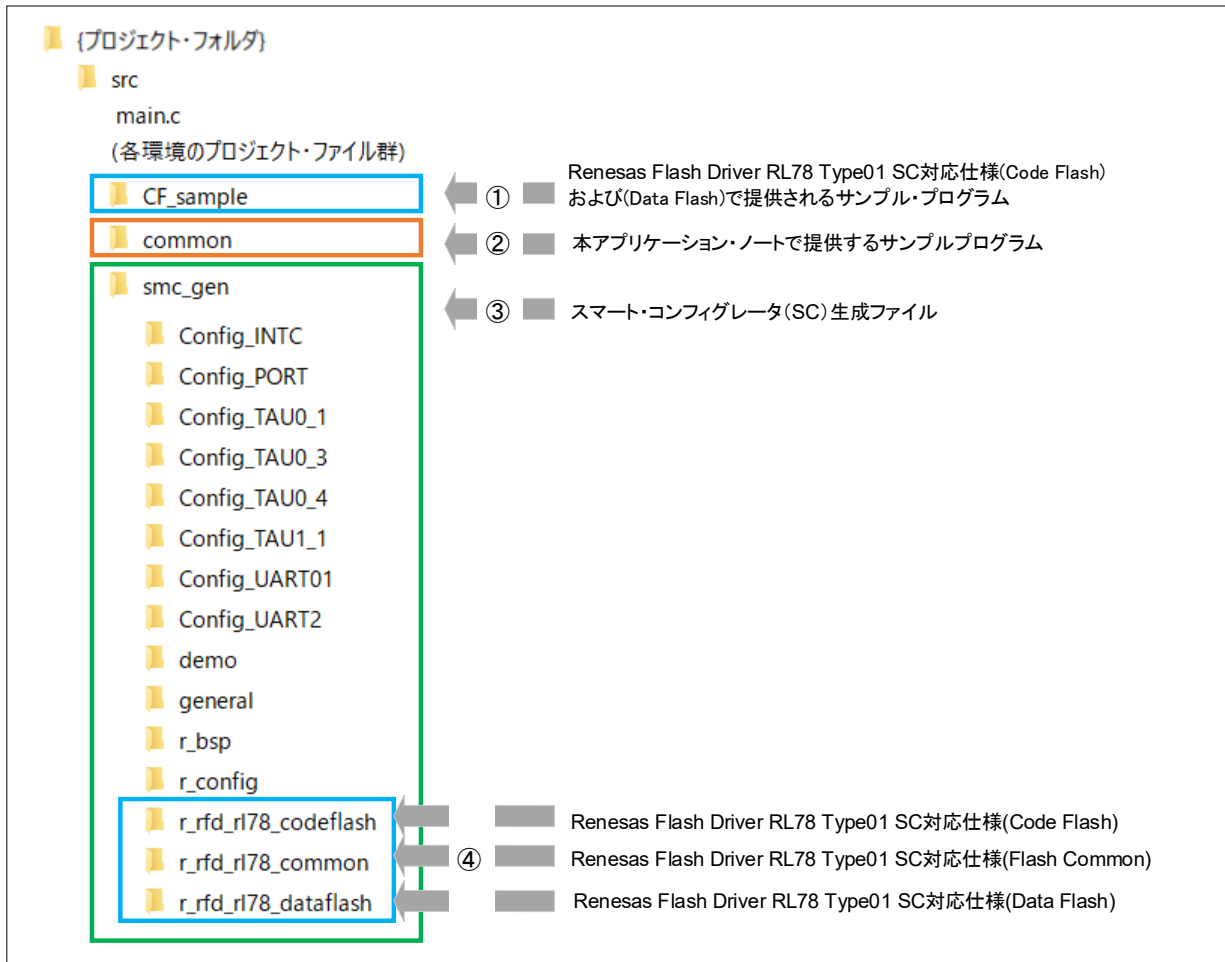 {プロジェクト・フォルダ}
src
main.c
(各環境のプロジェクト・ファイル群)
CF_sample
① Renesas Flash Driver RL78 Type01 SC対応仕様(Code Flash)
および(Data Flash)で提供されるサンプル・プログラム
common
② 本アプリケーション・ノートで提供するサンプルプログラム
smc_gen
③ スマート・コンフィグレータ(SC)生成ファイル
Config_INTC
Config_PORT
Config_TAU0_1
Config_TAU0_3
Config_TAU0_4
Config_TAU1_1
Config_UART01
Config_UART2
demo
general
r_bsp
r_config
r_rfd_rl78_codeflash
Renesas Flash Driver RL78 Type01 SC対応仕様(Code Flash)
r_rfd_rl78_common
④ Renesas Flash Driver RL78 Type01 SC対応仕様(Flash Common)
r_rfd_rl78_dataflash
Renesas Flash Driver RL78 Type01 SC対応仕様(Data Flash)